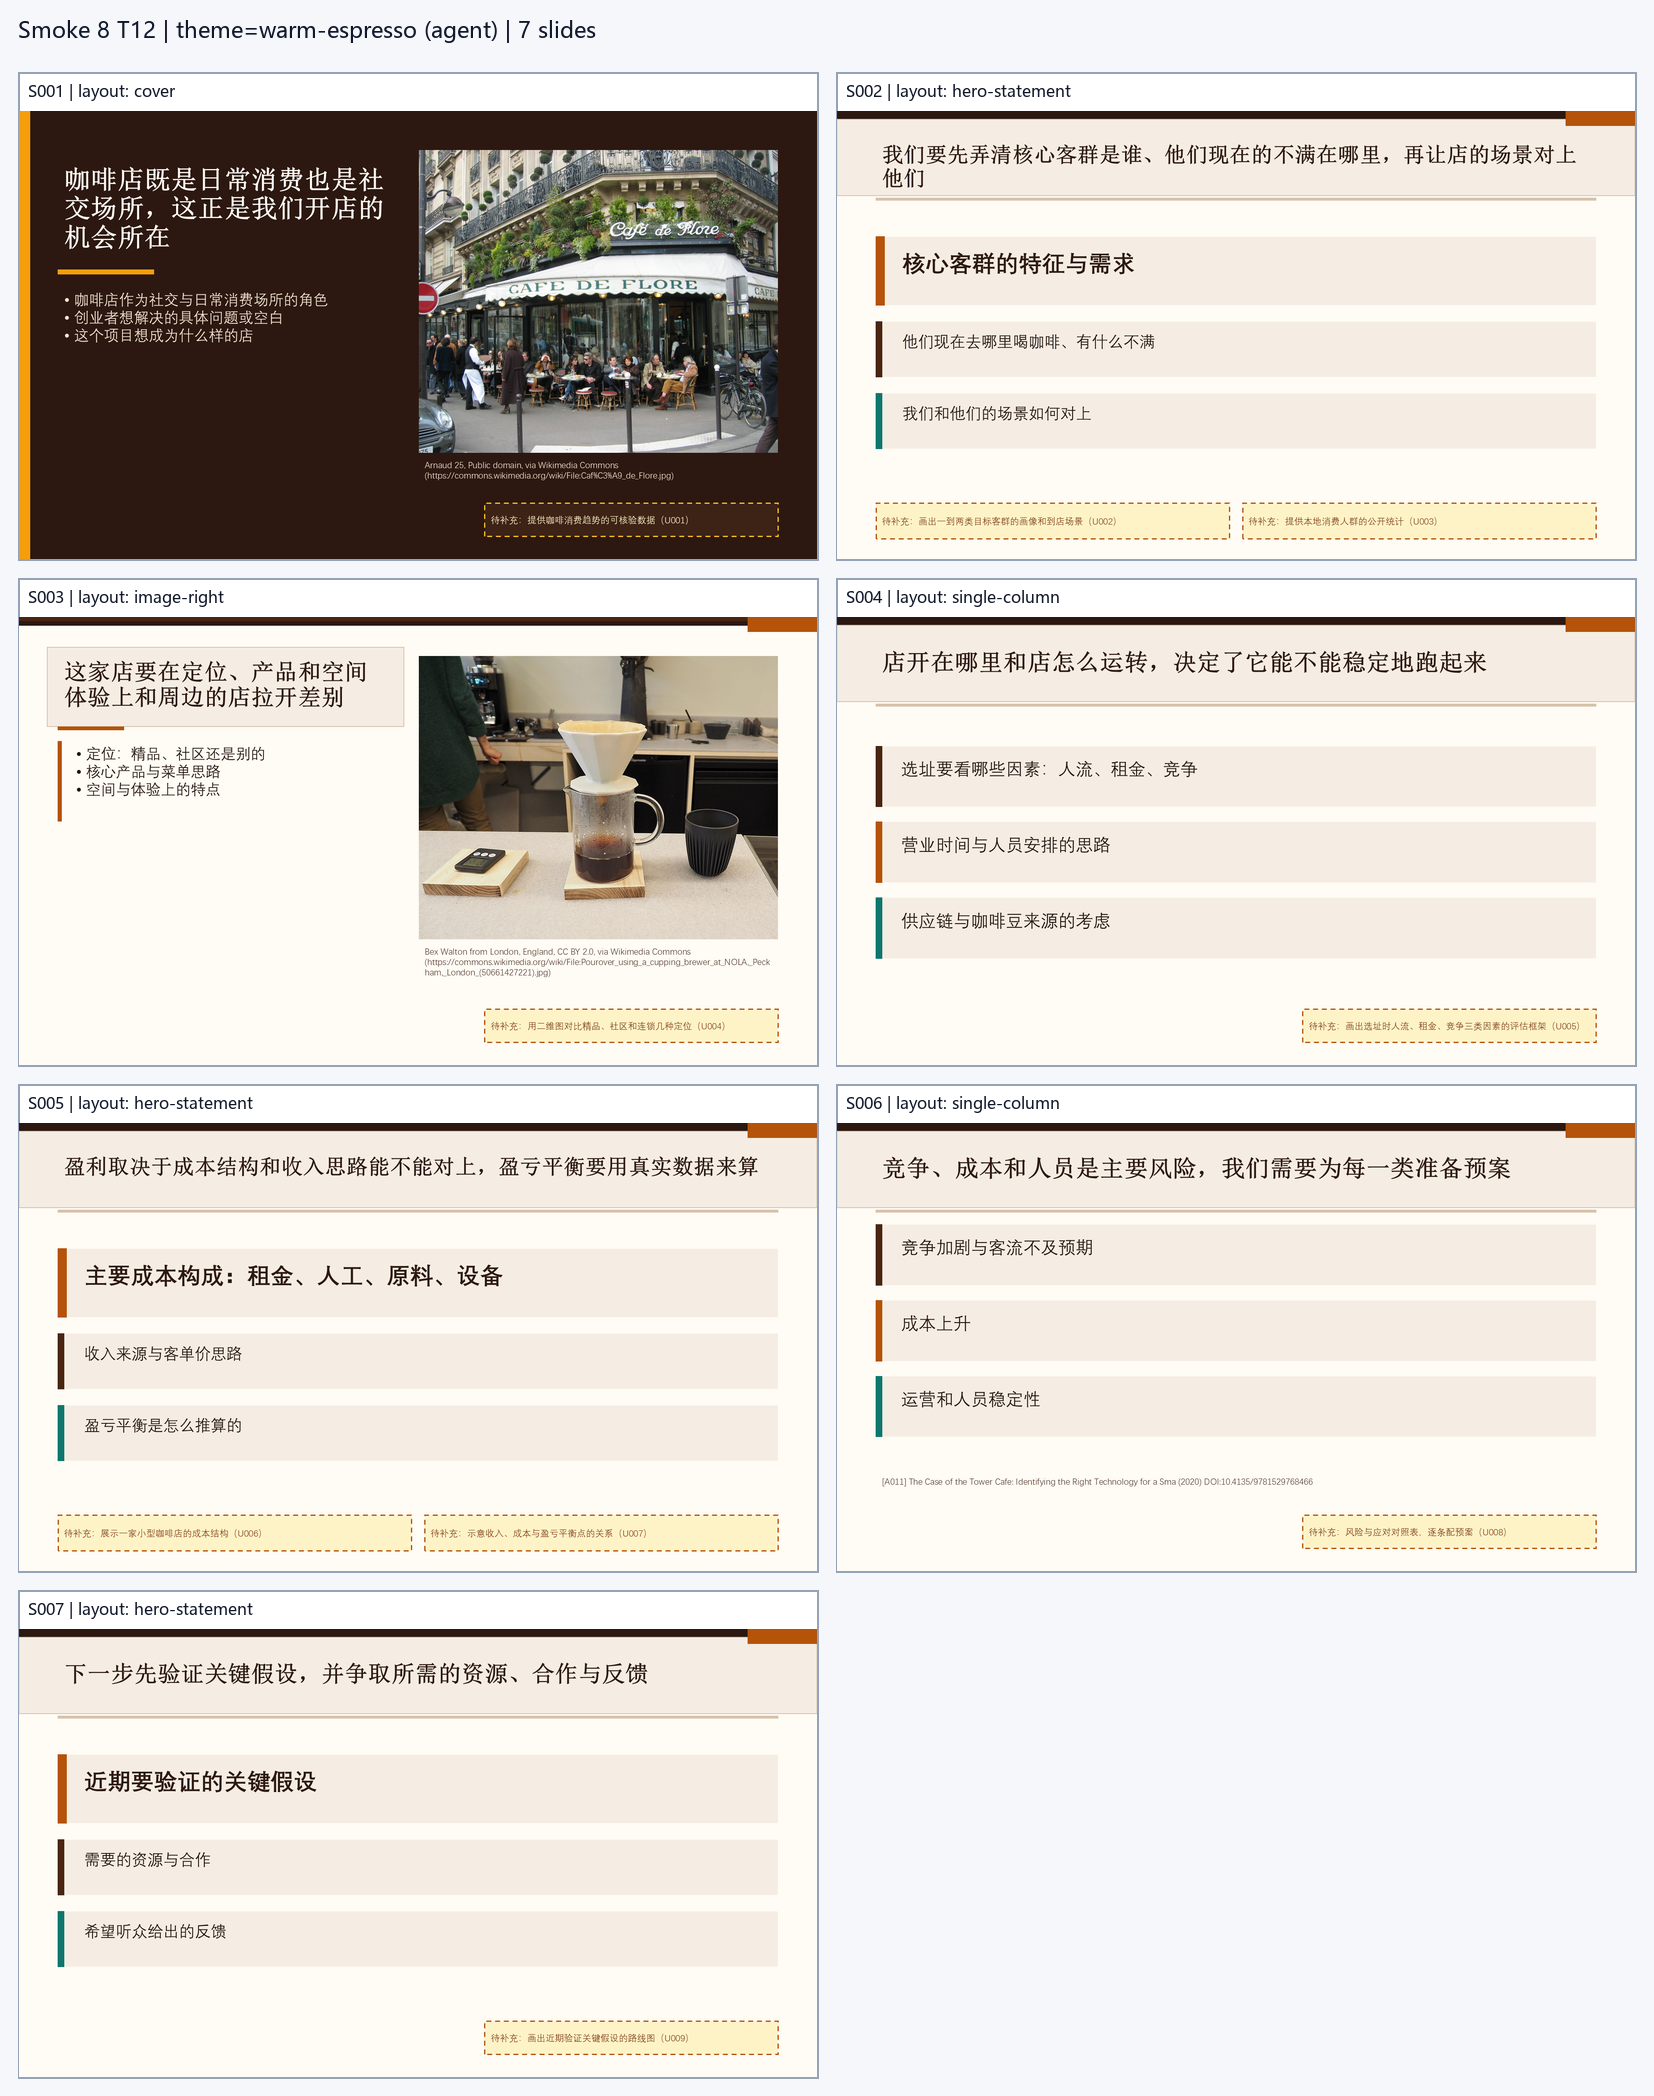 Smoke 8 T12 | theme=warm-espresso (agent) | 7 slides
S001 | layout: cover
咖啡店既是日常消费也是社
交场所，这正是我们开店的
机会所在
• 咖啡店作为社交与日常消费场所的角色
• 创业者想解决的具体问题或空白
• 这个项目想成为什么样的店
Café de Flore
CAFE DE FLORE
CAFE
Arnaud 25, Public domain, via Wikimedia Commons
(https://commons.wikimedia.org/wiki/File:Caf%C3%A9_de_Flore.jpg)
待补充：提供咖啡消费趋势的可核验数据（U001）
S002 | layout: hero-statement
我们要先弄清核心客群是谁、他们现在的不满在哪里，再让店的场景对上
他们
核心客群的特征与需求
他们现在去哪里喝咖啡、有什么不满
我们和他们的场景如何对上
待补充：画出一到两类目标客群的画像和到店场景（U002）
待补充：提供本地消费人群的公开统计（U003）
S003 | layout: image-right
这家店要在定位、产品和空间
体验上和周边的店拉开差别
• 定位：精品、社区还是别的
• 核心产品与菜单思路
• 空间与体验上的特点
Bex Walton from London, England, CC BY 2.0, via Wikimedia Commons
(https://commons.wikimedia.org/wiki/File:Pourover_using_a_cupping_brewer_at_NOLA,_Peck
ham,_London_(50661427221).jpg)
待补充：用二维图对比精品、社区和连锁几种定位（U004）
S004 | layout: single-column
店开在哪里和店怎么运转，决定了它能不能稳定地跑起来
选址要看哪些因素：人流、租金、竞争
营业时间与人员安排的思路
供应链与咖啡豆来源的考虑
待补充：画出选址时人流、租金、竞争三类因素的评估框架（U005）
S005 | layout: hero-statement
盈利取决于成本结构和收入思路能不能对上，盈亏平衡要用真实数据来算
主要成本构成：租金、人工、原料、设备
收入来源与客单价思路
盈亏平衡是怎么推算的
待补充：展示一家小型咖啡店的成本结构（U006）
待补充：示意收入、成本与盈亏平衡点的关系（U007）
S006 | layout: single-column
竞争、成本和人员是主要风险，我们需要为每一类准备预案
竞争加剧与客流不及预期
成本上升
运营和人员稳定性
[A011] The Case of the Tower Cafe: Identifying the Right Technology for a Sma (2020) DOI:10.4135/9781529768466
待补充：风险与应对对照表，逐条配预案（U008）
S007 | layout: hero-statement
下一步先验证关键假设，并争取所需的资源、合作与反馈
近期要验证的关键假设
需要的资源与合作
希望听众给出的反馈
待补充：画出近期验证关键假设的路线图（U009）